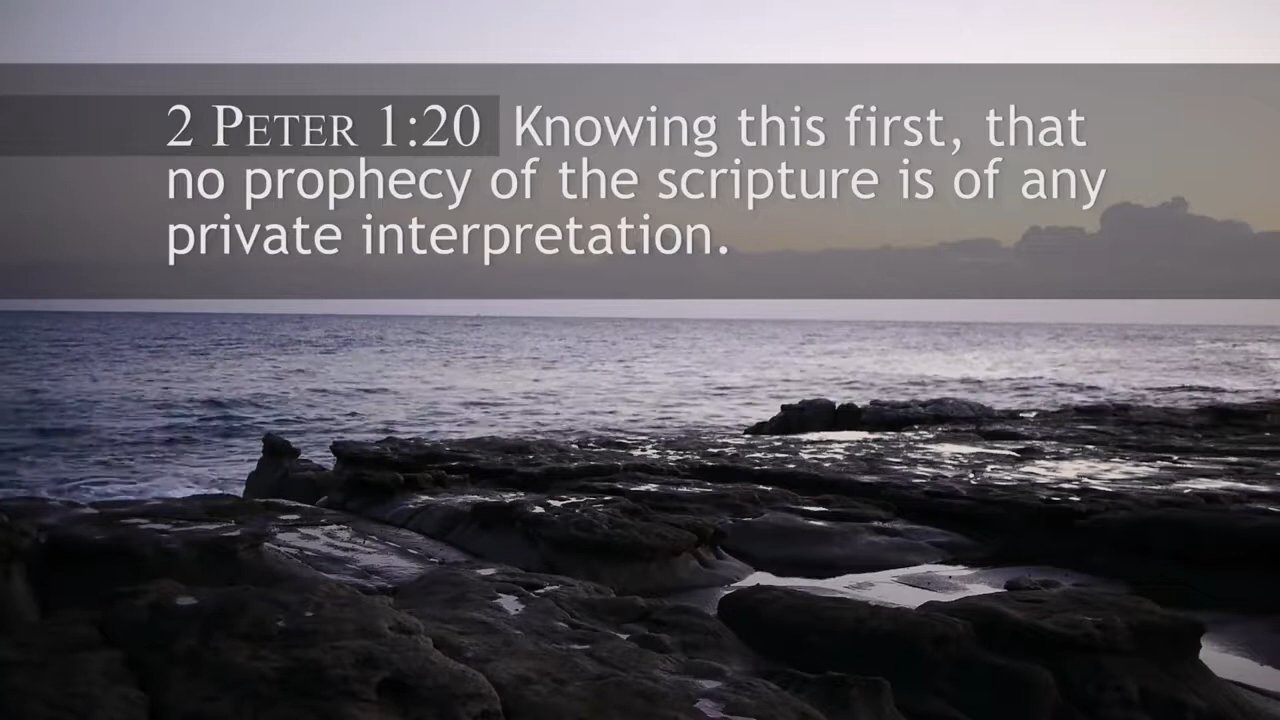 2 PETER 1:20 Knowing this first, that
no prophecy of the scripture is of any
private interpretation.